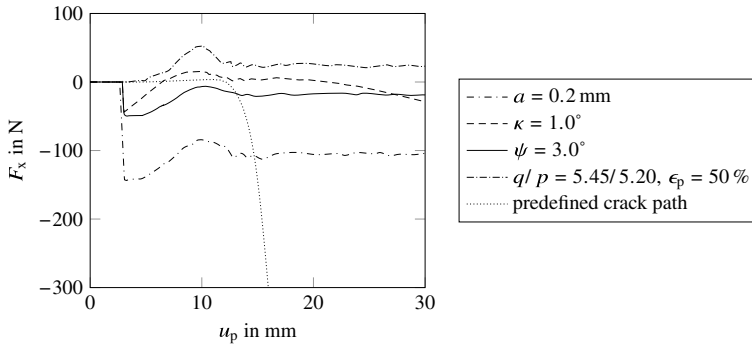 100
0
−100
−200
−300
0
10
20
30
F_x in N
u_p in mm
a = 0.2 mm
κ = 1.0°
ψ = 3.0°
q/p = 5.45/5.20, ϵ_p = 50 %
predefined crack path